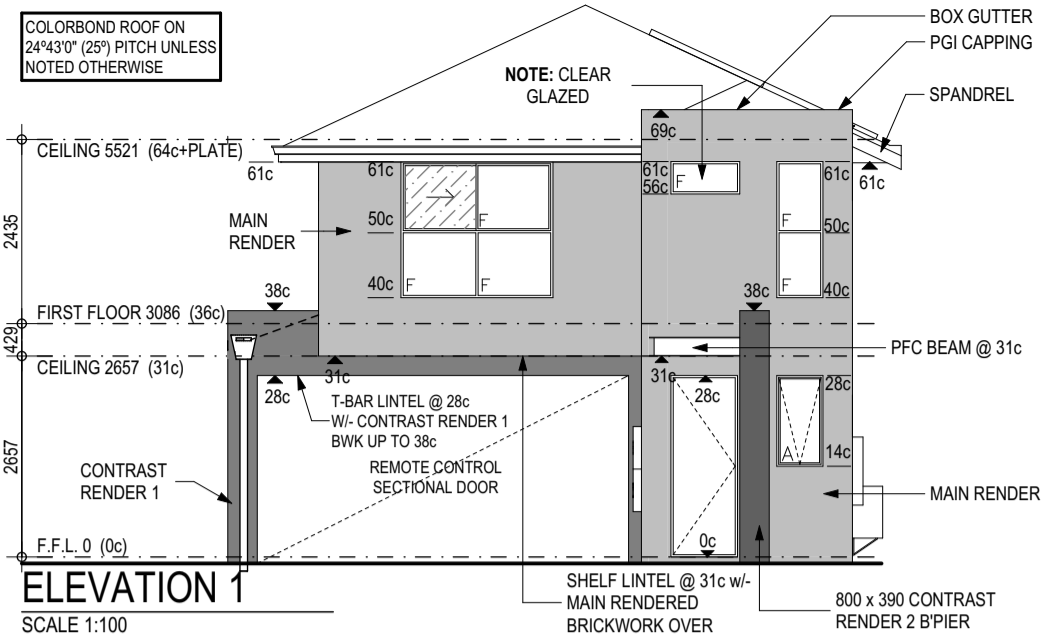 COLORBOND ROOF ON
24º43'0" (25º) PITCH UNLESS
NOTED OTHERWISE
BOX GUTTER
PGI CAPPING
NOTE: CLEAR
GLAZED
SPANDREL
69c
CEILING 5521 (64c+PLATE)
61c
61c
61c
56c
F
61c
61c
2435
MAIN
RENDER
50c
F
F
50c
40c
F
F
F
40c
38c
38c
FIRST FLOOR 3086 (36c)
429
PFC BEAM @ 31c
CEILING 2657 (31c)
31c
31c
28c
28c
28c
T-BAR LINTEL @ 28c
W/- CONTRAST RENDER 1
BWK UP TO 38c
2657
A
14c
CONTRAST
RENDER 1
REMOTE CONTROL
SECTIONAL DOOR
MAIN RENDER
0c
F.F.L. 0 (0c)
ELEVATION 1
SCALE 1:100
SHELF LINTEL @ 31c w/-
MAIN RENDERED
BRICKWORK OVER
800 x 390 CONTRAST
RENDER 2 B'PIER